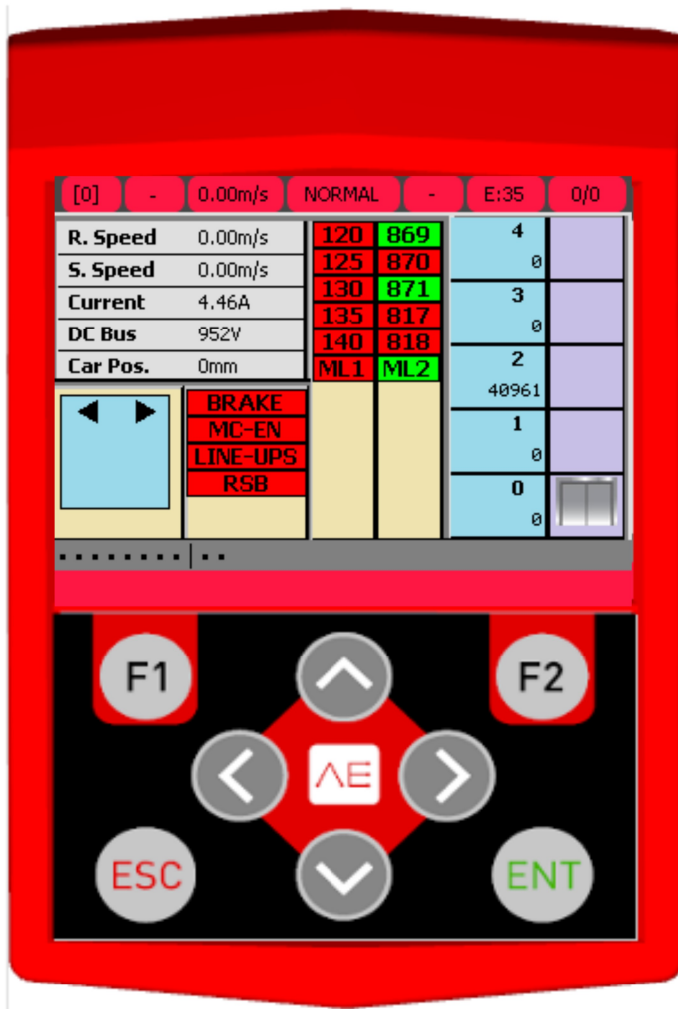 [0] - 0.00m/s NORMAL - E:35 0/0
R. Speed 0.00m/s
S. Speed 0.00m/s
Current 4.46A
DC Bus 952V
Car Pos. 0mm
120 869
125 870
130 871
135 817
140 818
ML1 ML2
BRAKE
MC-EN
LINE-UPS
RSB
4
0
3
0
2
40961
1
0
0
0
F1
F2
ΛE
ESC
ENT